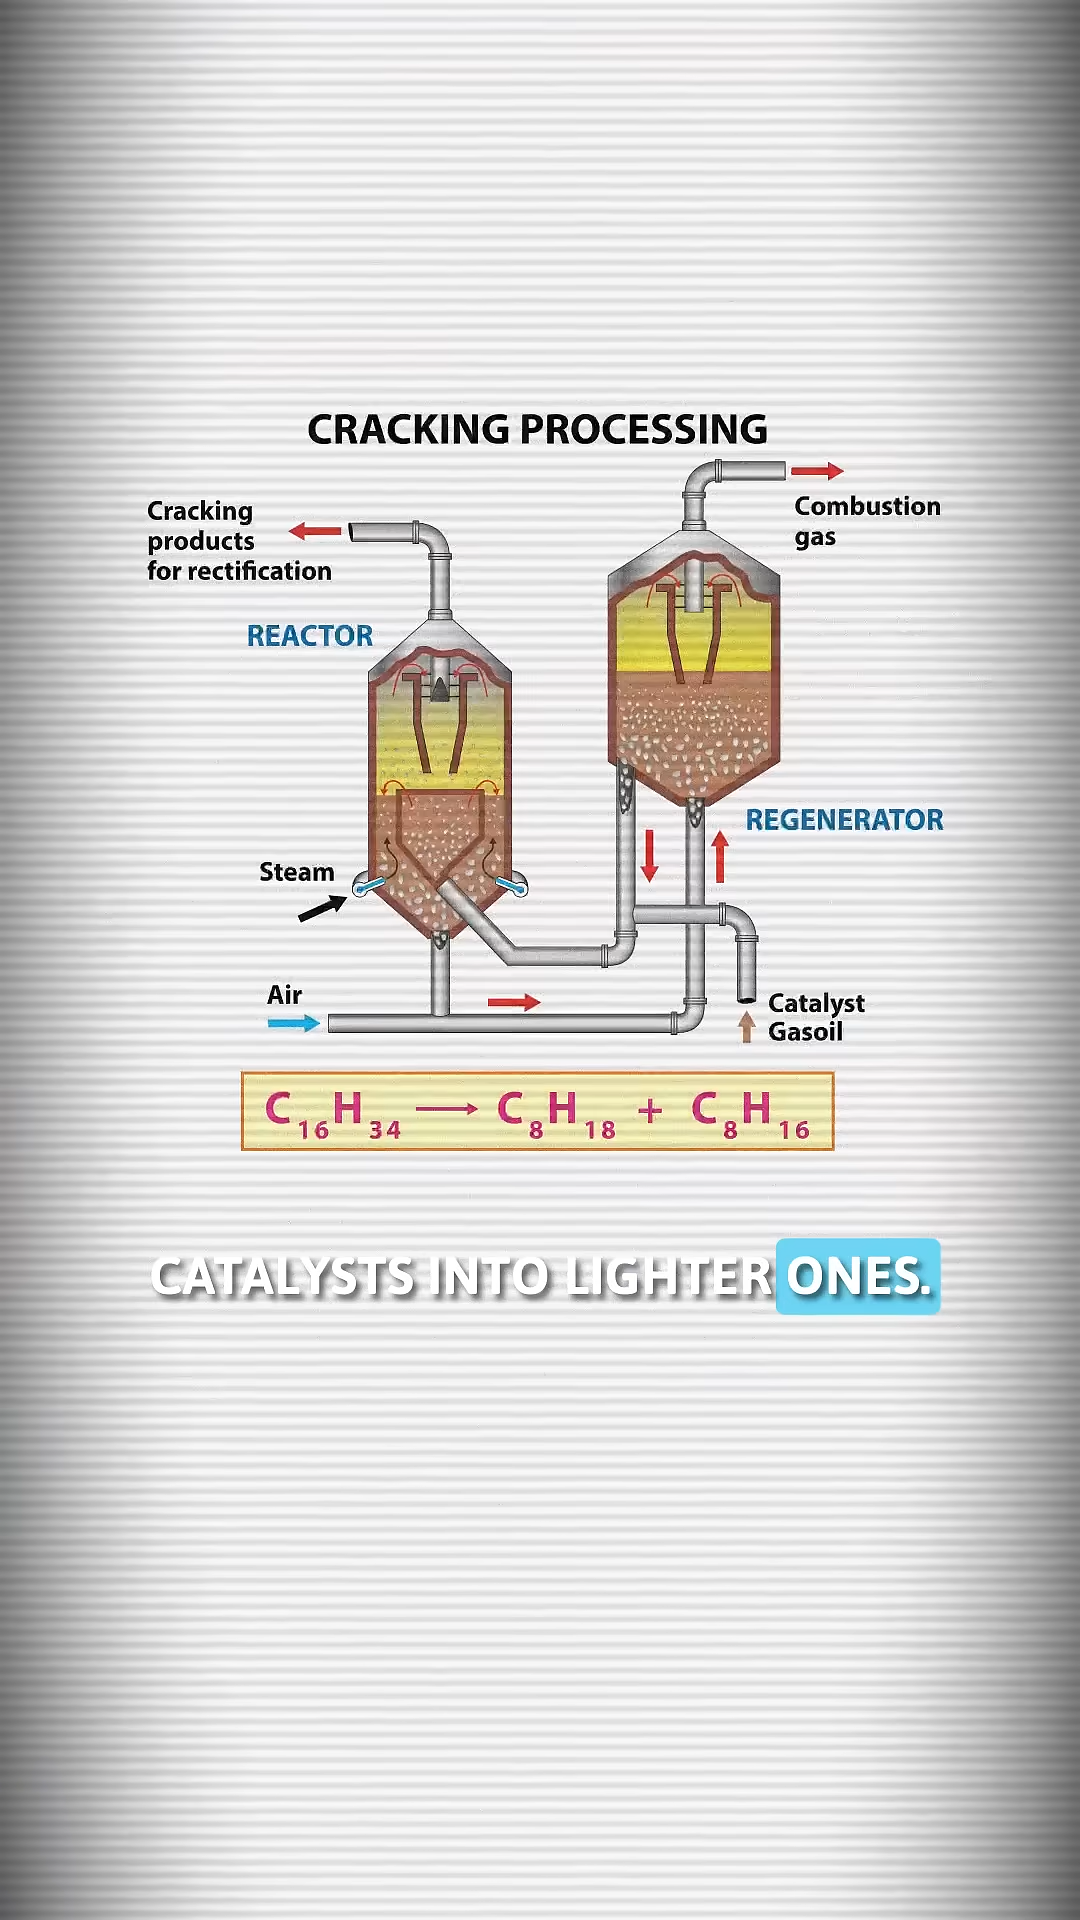 CRACKING PROCESSING
Cracking
products
for rectification
Combustion
gas
REACTOR
REGENERATOR
Steam
Air
Catalyst
Gasoil
C16H34 → C8H18 + C8H16
CATALYSTS INTO LIGHTER ONES.